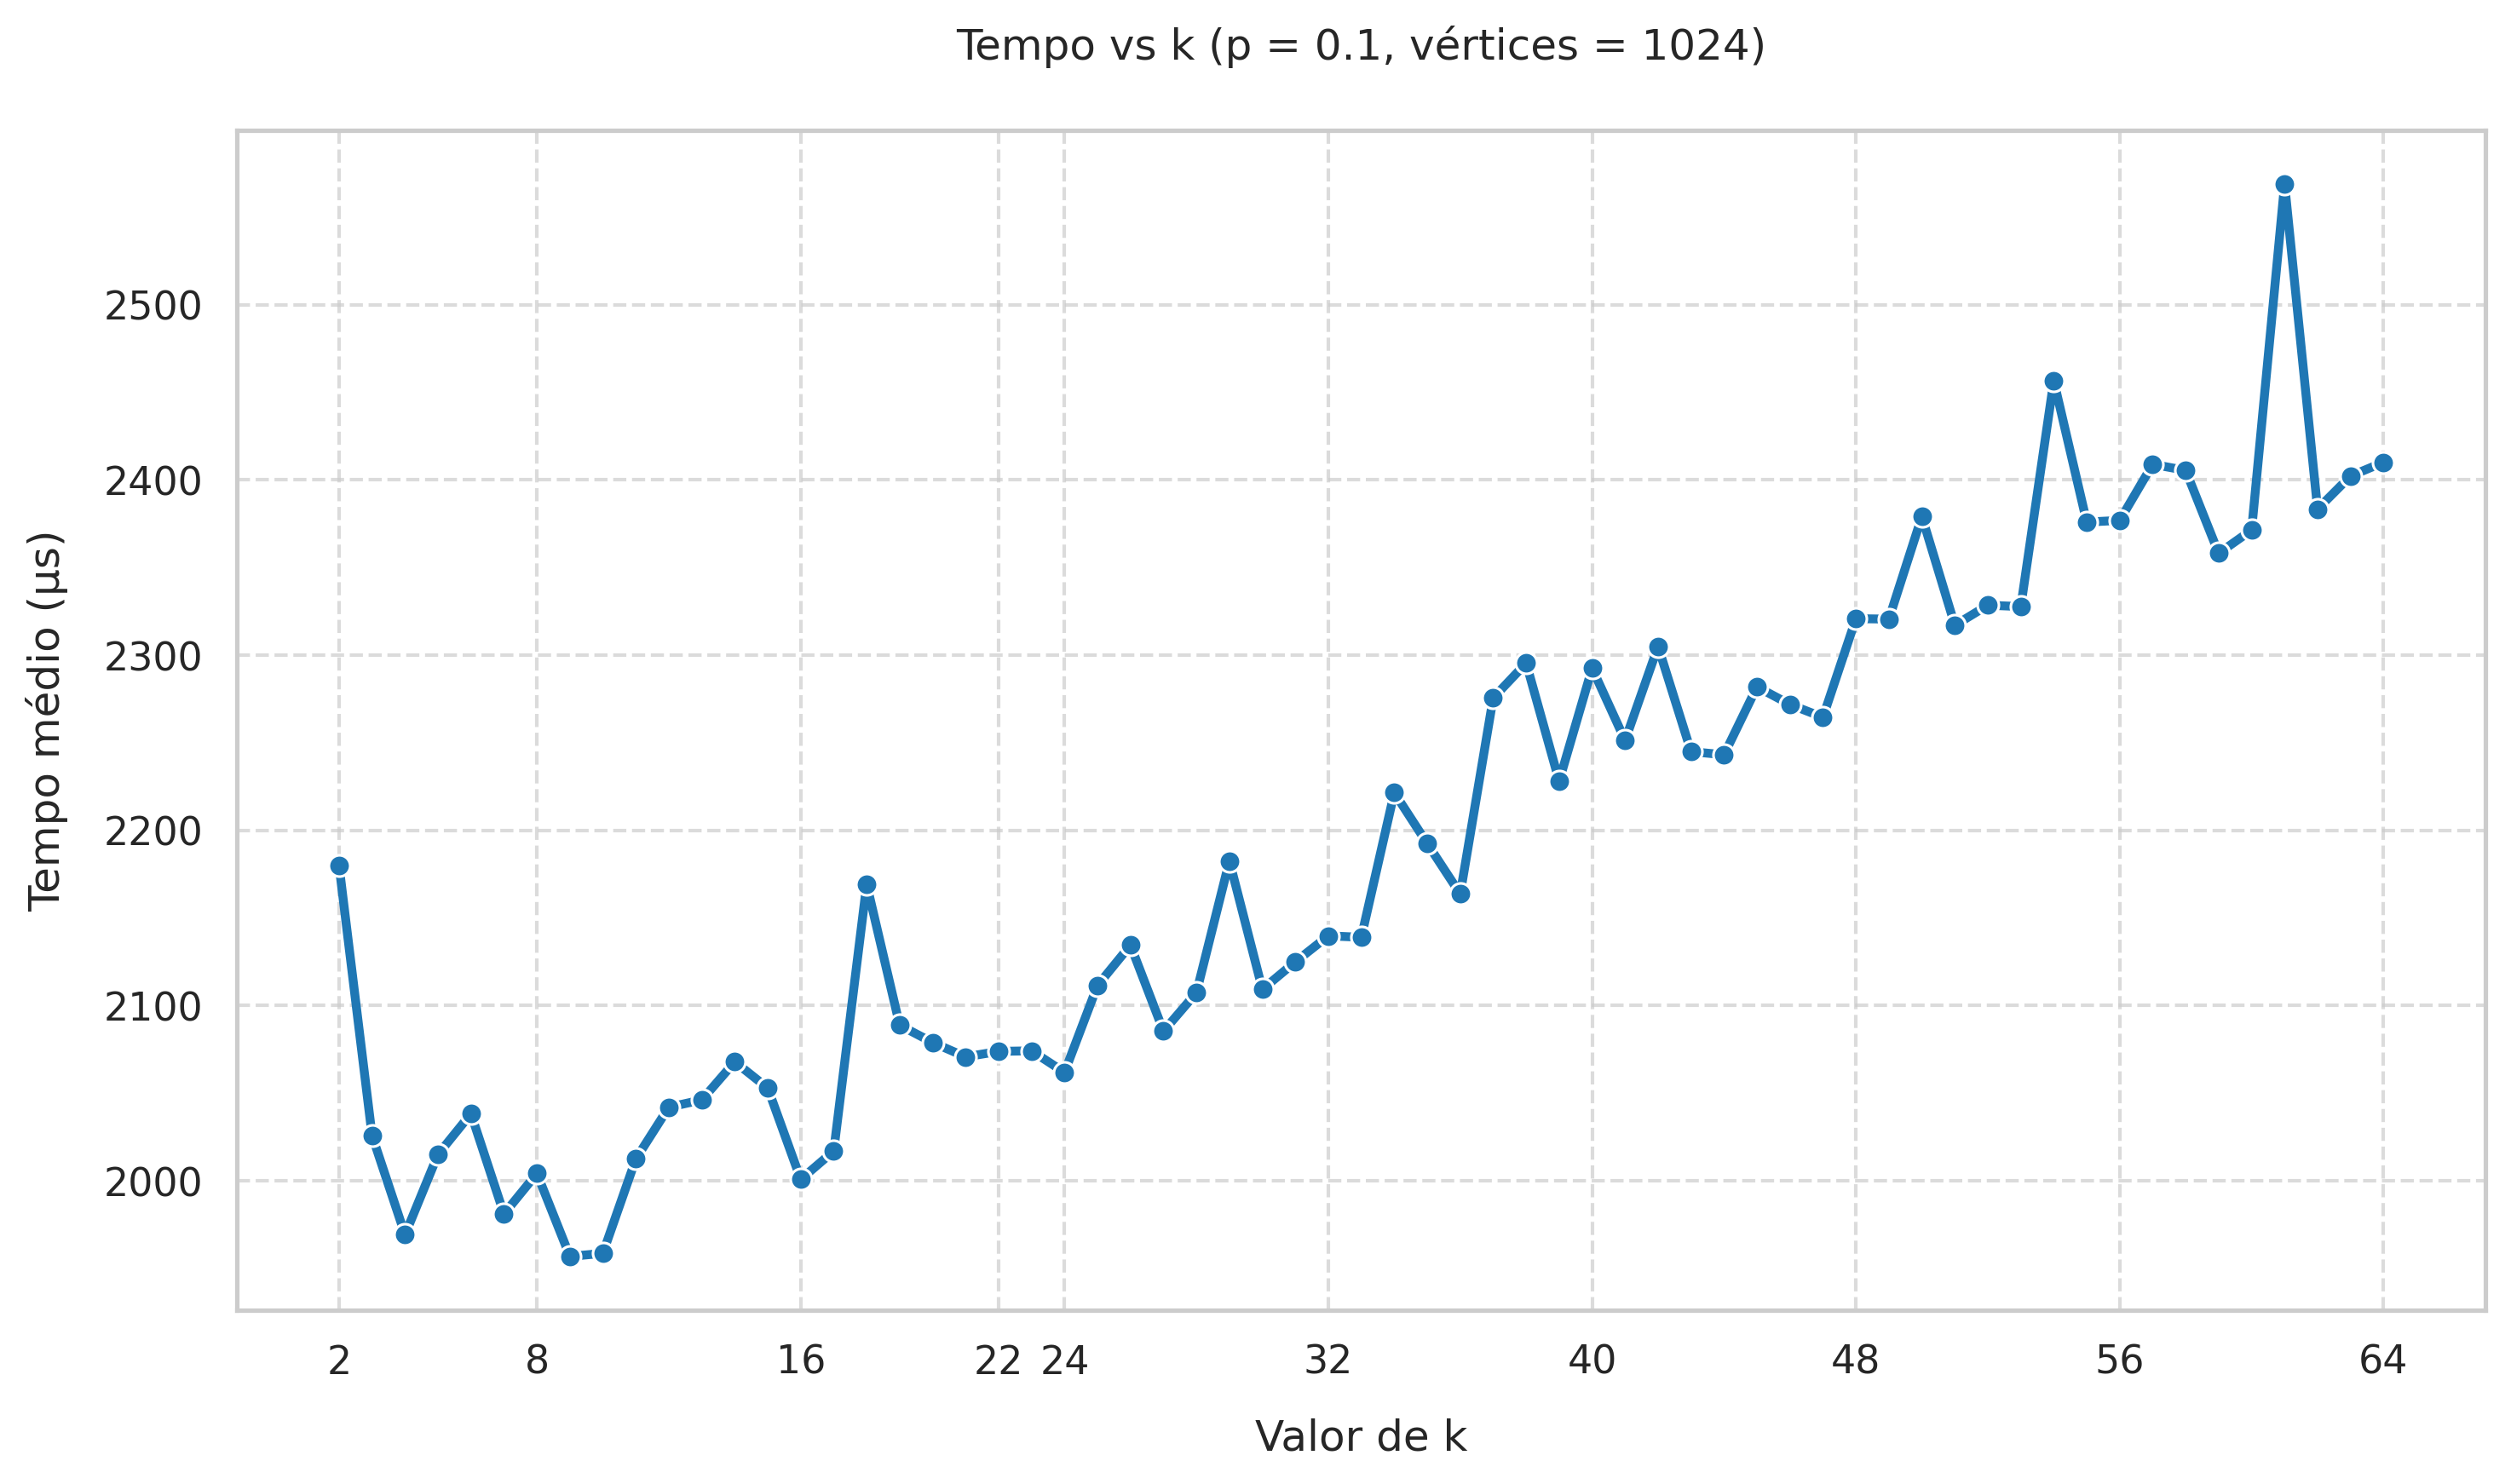 Tempo vs k (p = 0.1, vértices = 1024)
Tempo médio (µs)
2500
2400
2300
2200
2100
2000
2 8 16 22 24 32 40 48 56 64
Valor de k